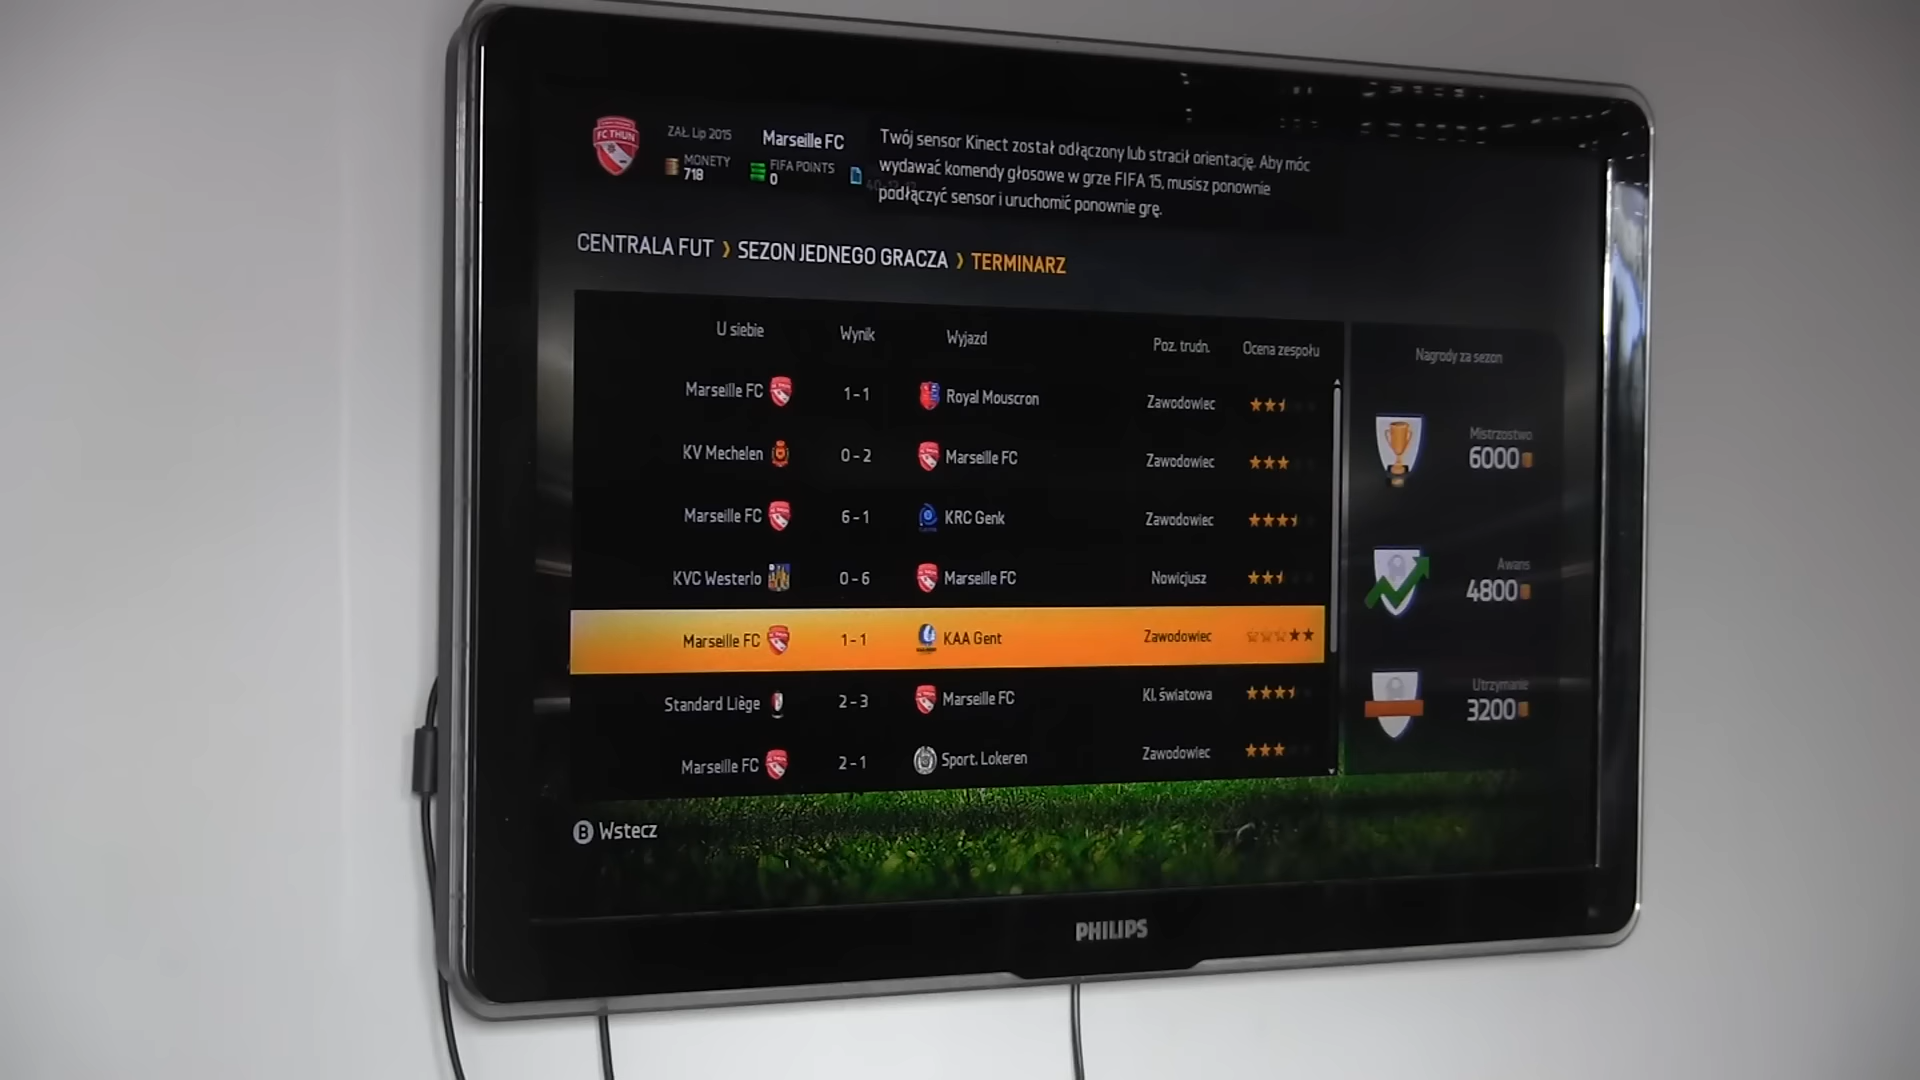 FC THUN
ZAŁ. Lip 2015
Marseille FC
MONETY
718
FIFA POINTS
0
Twój sensor Kinect został odłączony lub stracił orientację. Aby móc
wydawać komendy głosowe w grze FIFA 15, musisz ponownie
podłączyć sensor i uruchomić ponownie grę.
CENTRALA FUT › SEZON JEDNEGO GRACZA › TERMINARZ
U siebie Wynik Wyjazd Poz. trudn. Ocena zespołu
Marseille FC 1 - 1 Royal Mouscron Zawodowiec
KV Mechelen 0 - 2 Marseille FC Zawodowiec
Marseille FC 6 - 1 KRC Genk Zawodowiec
KVC Westerlo 0 - 6 Marseille FC Nowicjusz
Marseille FC 1 - 1 KAA Gent Zawodowiec
Standard Liège 2 - 3 Marseille FC Kl. światowa
Marseille FC 2 - 1 Sport. Lokeren Zawodowiec
Nagrody za sezon
Mistrzostwo
6000
Awans
4800
Utrzymanie
3200
B Wstecz
PHILIPS